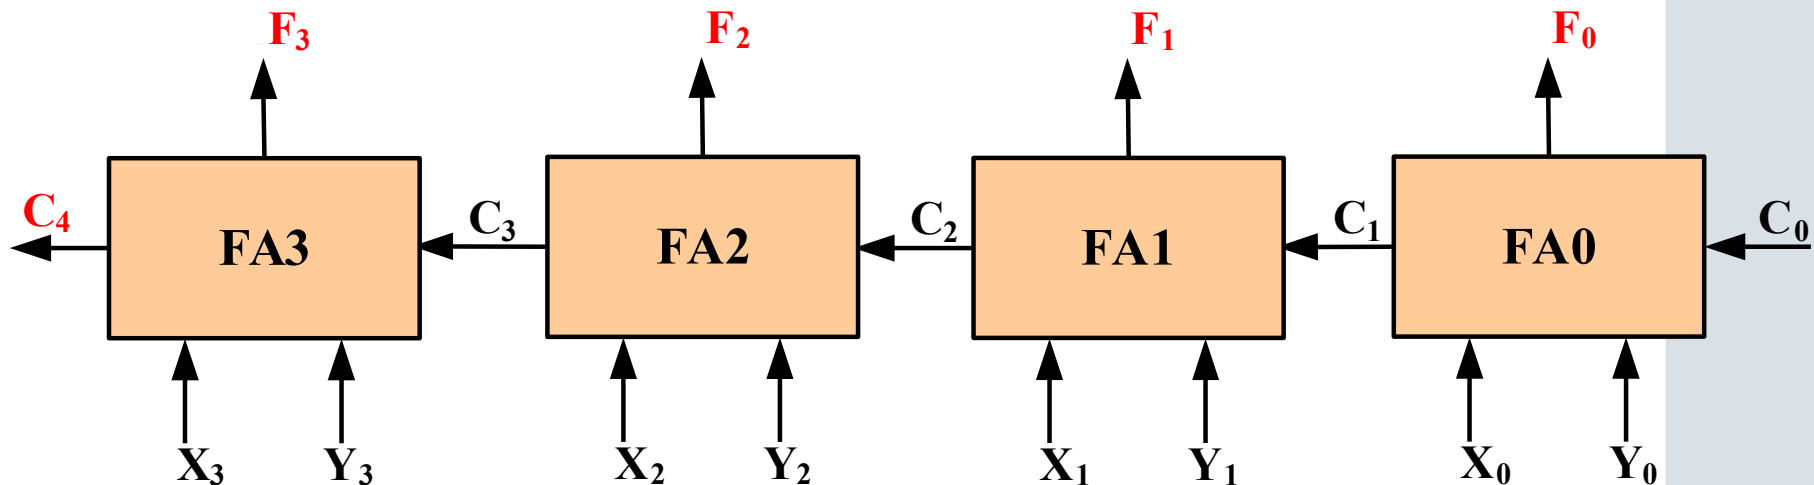 F₃ F₂ F₁ F₀
C₄ FA3 C₃ FA2 C₂ FA1 C₁ FA0 C₀
X₃ Y₃ X₂ Y₂ X₁ Y₁ X₀ Y₀